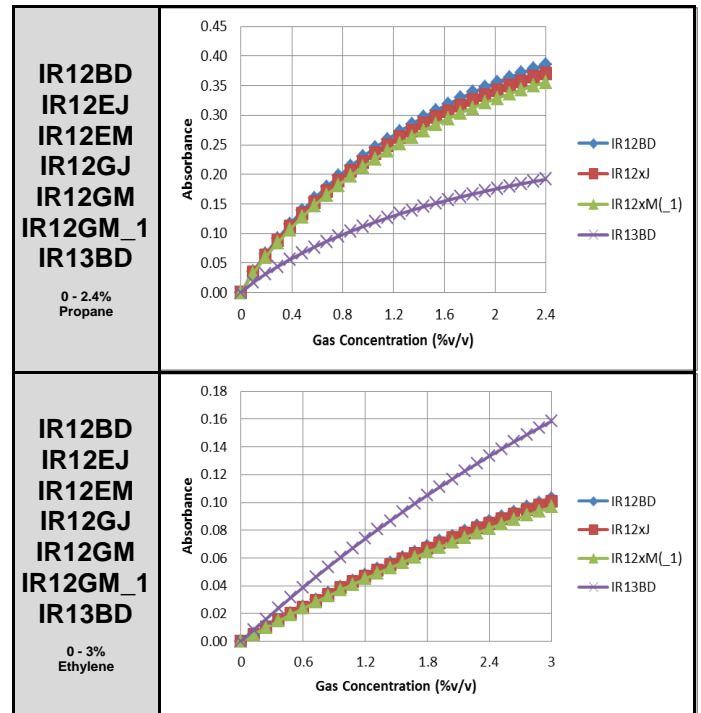 IR12BD
IR12EJ
IR12EM
IR12GJ
IR12GM
IR12GM_1
IR13BD
0 - 2.4%
Propane
0.45
0.40
0.35
0.30
0.25
0.20
0.15
0.10
0.05
0.00
Absorbance
0 0.4 0.8 1.2 1.6 2 2.4
Gas Concentration (%v/v)
IR12BD
IR12xJ
IR12xM(_1)
IR13BD
IR12BD
IR12EJ
IR12EM
IR12GJ
IR12GM
IR12GM_1
IR13BD
0 - 3%
Ethylene
0.18
0.16
0.14
0.12
0.10
0.08
0.06
0.04
0.02
0.00
Absorbance
0 0.6 1.2 1.8 2.4 3
Gas Concentration (%v/v)
IR12BD
IR12xJ
IR12xM(_1)
IR13BD